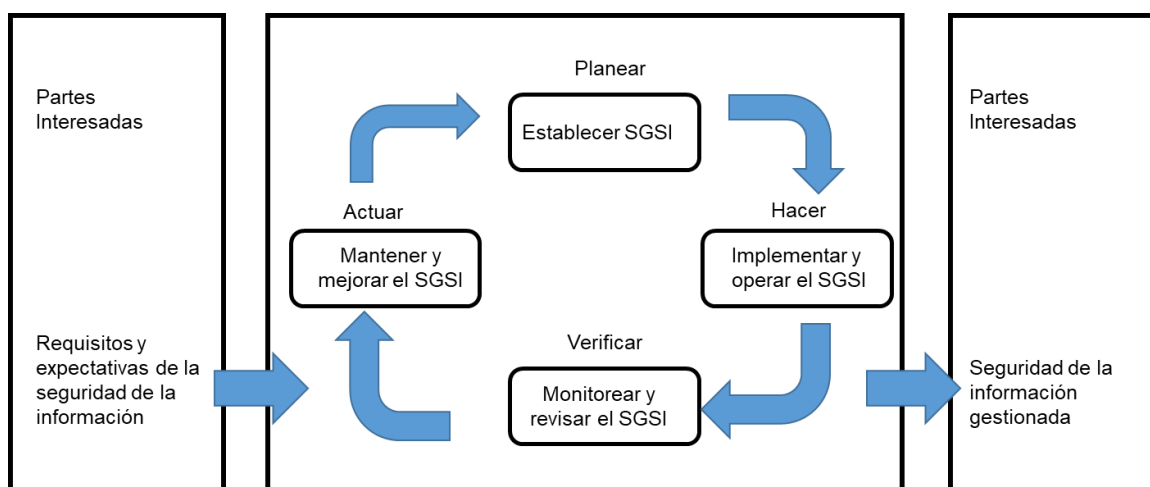 Partes
Interesadas
Requisitos y
expectativas de la
seguridad de la
información
Planear
Establecer SGSI
Actuar
Mantener y
mejorar el SGSI
Hacer
Implementar y
operar el SGSI
Verificar
Monitorear y
revisar el SGSI
Partes
Interesadas
Seguridad de la
información
gestionada